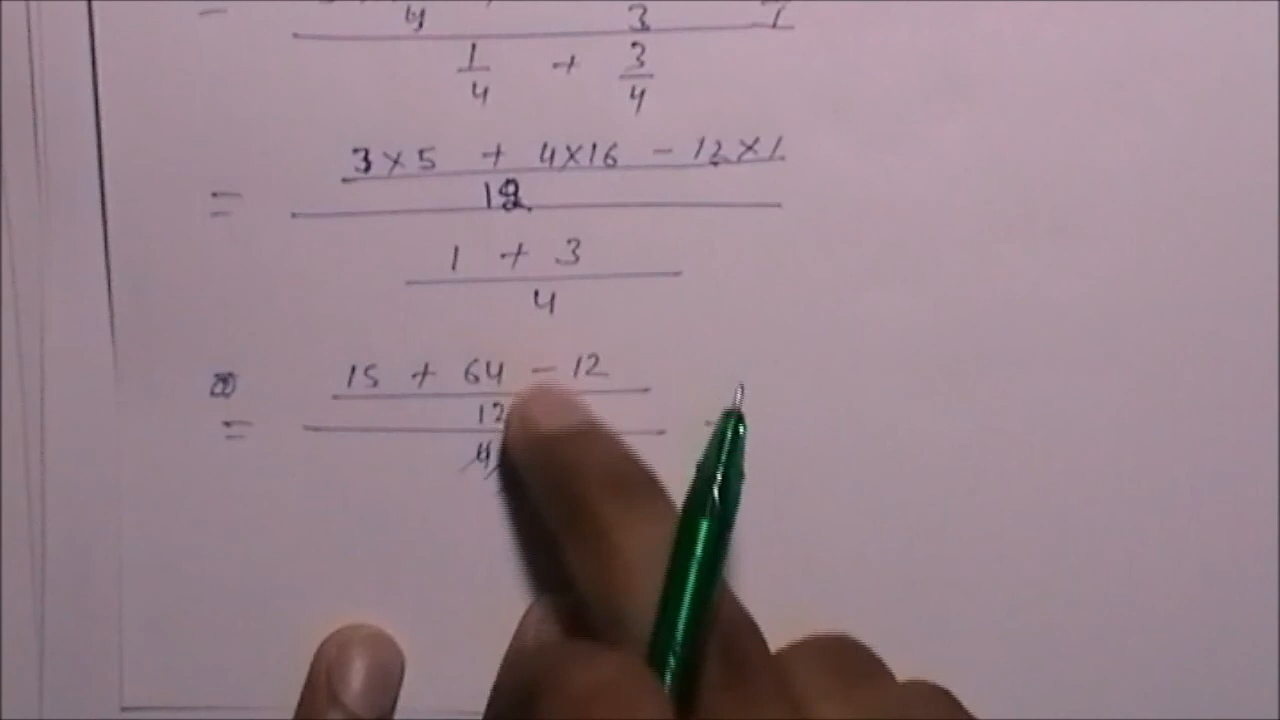 4 3 1
1/4 + 3/4
3×5 + 4×16 - 12×1
= 12
1 + 3
4
15 + 64 - 12
= 12
4